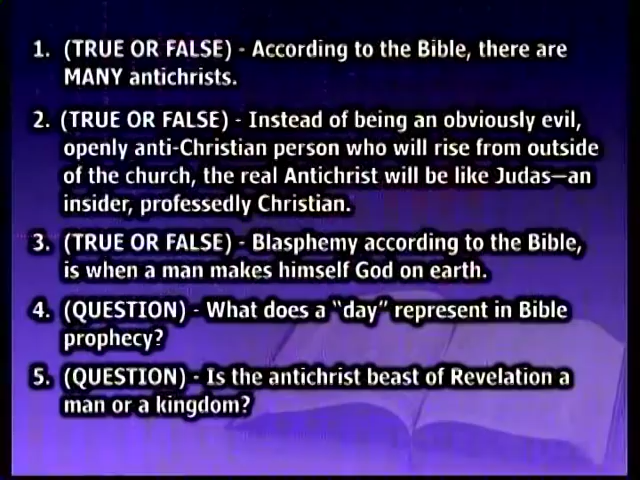 1. (TRUE OR FALSE) - According to the Bible, there are
MANY antichrists.
2. (TRUE OR FALSE) - Instead of being an obviously evil,
openly anti-Christian person who will rise from outside
of the church, the real Antichrist will be like Judas—an
insider, professedly Christian.
3. (TRUE OR FALSE) - Blasphemy according to the Bible,
is when a man makes himself God on earth.
4. (QUESTION) - What does a "day" represent in Bible
prophecy?
5. (QUESTION) - Is the antichrist beast of Revelation a
man or a kingdom?